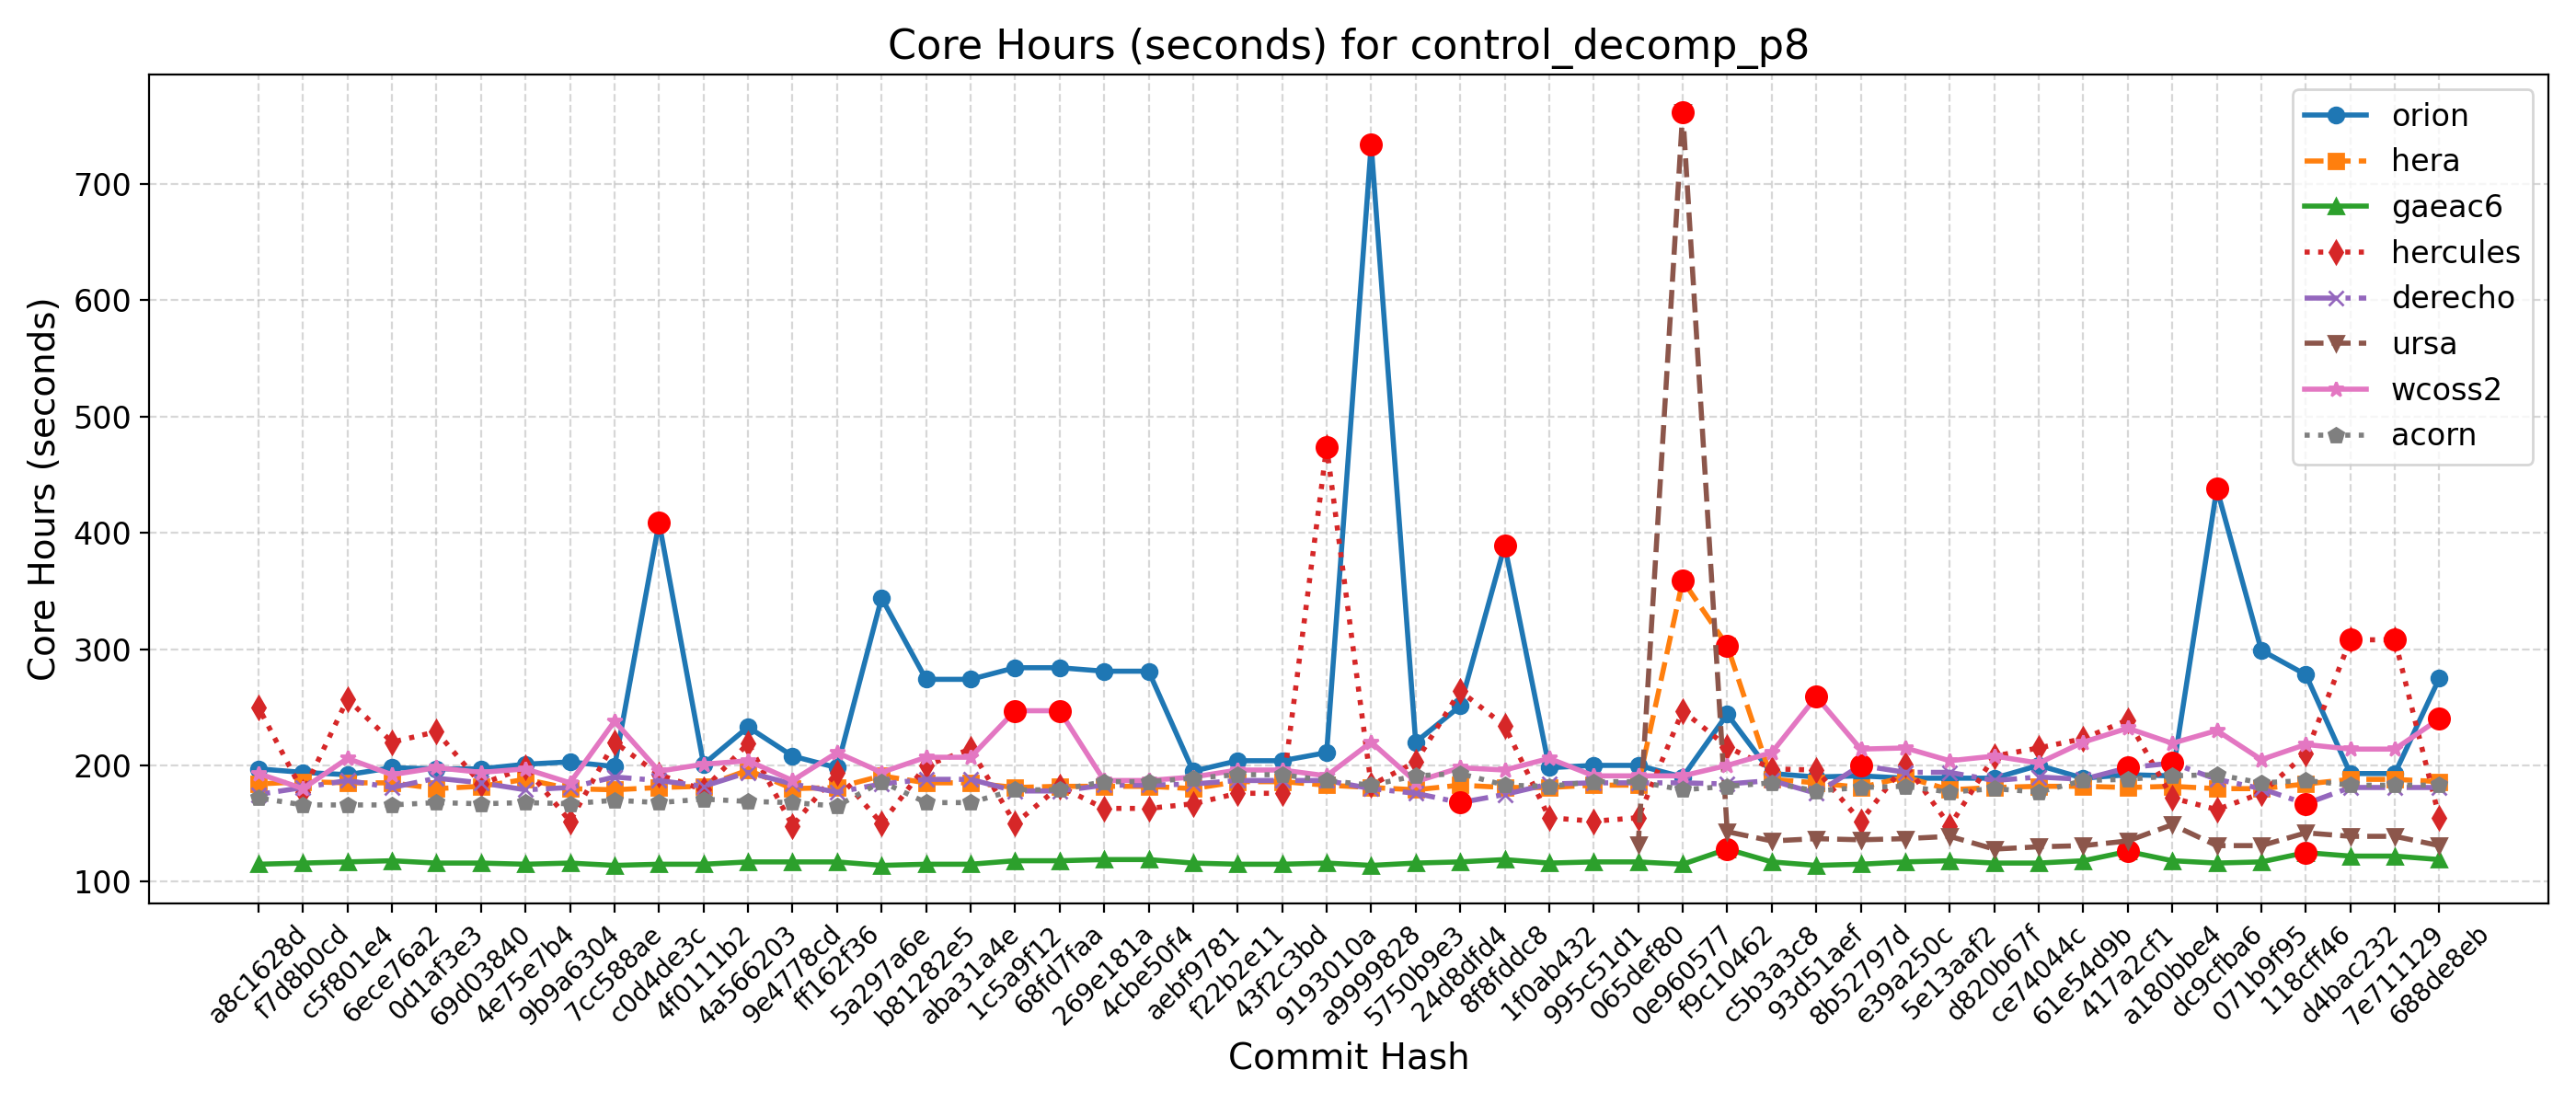 Core Hours (seconds) for control_decomp_p8
Core Hours (seconds)
700
600
500
400
300
200
100
orion
hera
gaeac6
hercules
derecho
ursa
wcoss2
acorn
a8c1628d
f7d8b0cd
c5f801e4
6ece76a2
0d1af3e3
69d03840
4e75e7b4
9b9a6304
7cc588ae
c0d4de3c
4f0111b2
4a566203
9e4778cd
ff162f36
5a297a6e
b81282e5
aba31a4e
1c5a9f12
68fd7faa
269e181a
4cbe50f4
aebf9781
f22b2e11
43f2c3bd
9193010a
a9999828
5750b9e3
24d8dfd4
8f8fddc8
1f0ab432
995c51d1
065def80
0e960577
f9c10462
c5b3a3c8
93d51aef
8b52797d
e39a250c
5e13aaf2
d820b67f
ce74044c
61e54d9b
417a2cf1
a180bbe4
dc9cfba6
071b9f95
118cff46
d4bac232
7e711129
688de8eb
Commit Hash